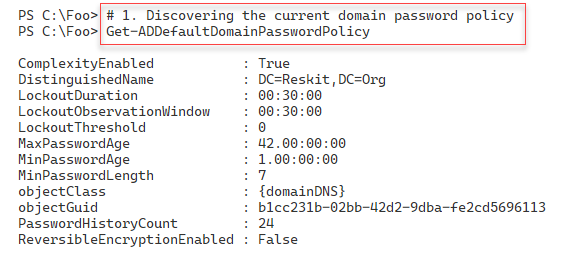 PS C:\Foo> # 1. Discovering the current domain password policy
PS C:\Foo> Get-ADDefaultDomainPasswordPolicy
ComplexityEnabled : True
DistinguishedName : DC=Reskit,DC=Org
LockoutDuration : 00:30:00
LockoutObservationWindow : 00:30:00
LockoutThreshold : 0
MaxPasswordAge : 42.00:00:00
MinPasswordAge : 1.00:00:00
MinPasswordLength : 7
objectClass : {domainDNS}
objectGuid : b1cc231b-02bb-42d2-9dba-fe2cd5696113
PasswordHistoryCount : 24
ReversibleEncryptionEnabled : False